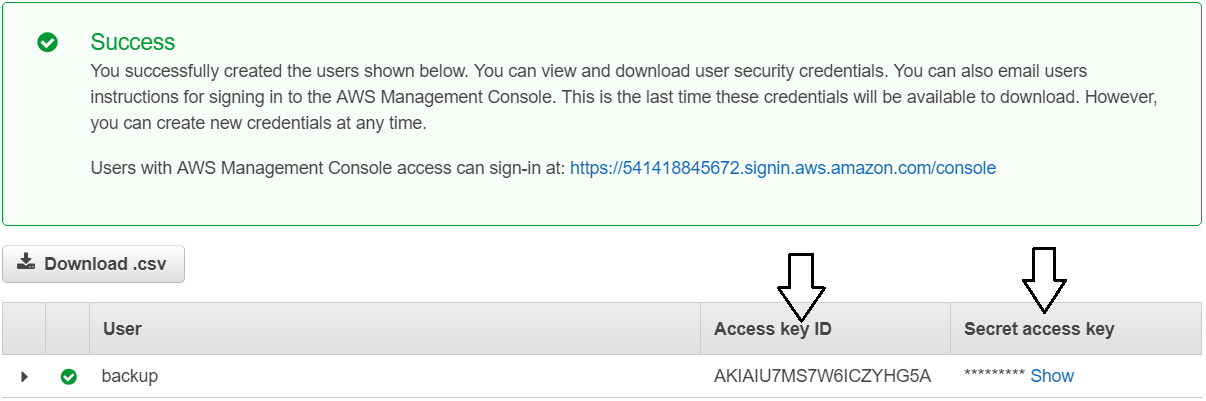 Success
You successfully created the users shown below. You can view and download user security credentials. You can also email users
instructions for signing in to the AWS Management Console. This is the last time these credentials will be available to download. However,
you can create new credentials at any time.
Users with AWS Management Console access can sign-in at: https://541418845672.signin.aws.amazon.com/console
Download .csv
User Access key ID Secret access key
backup AKIAIU7MS7W6ICZYHG5A ********* Show